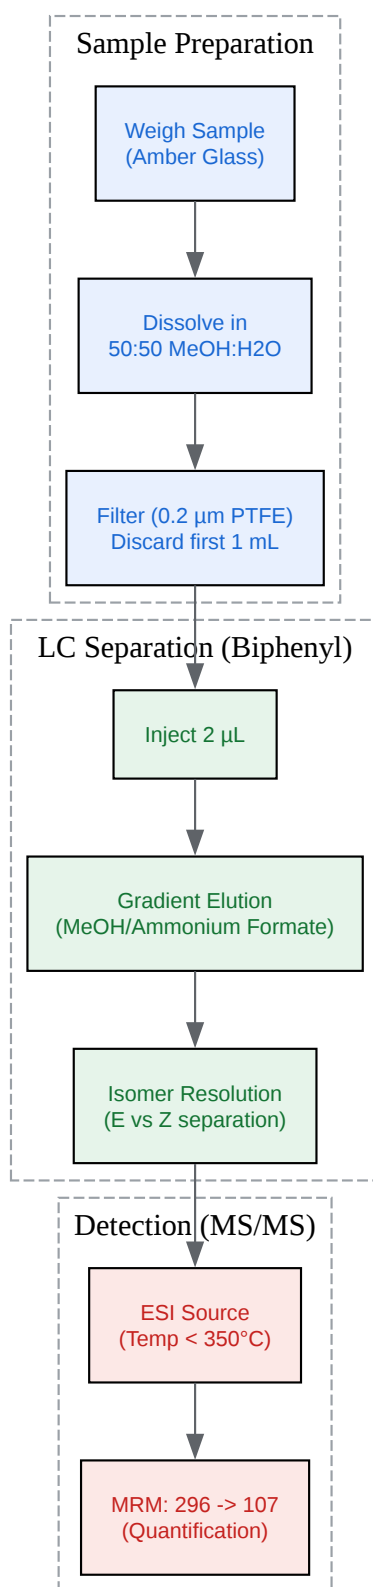 Sample Preparation
Weigh Sample
(Amber Glass)
Dissolve in
50:50 MeOH:H2O
Filter (0.2 µm PTFE)
Discard first 1 mL
LC Separation (Biphenyl)
Inject 2 µL
Gradient Elution
(MeOH/Ammonium Formate)
Isomer Resolution
(E vs Z separation)
Detection (MS/MS)
ESI Source
(Temp < 350°C)
MRM: 296 -> 107
(Quantification)